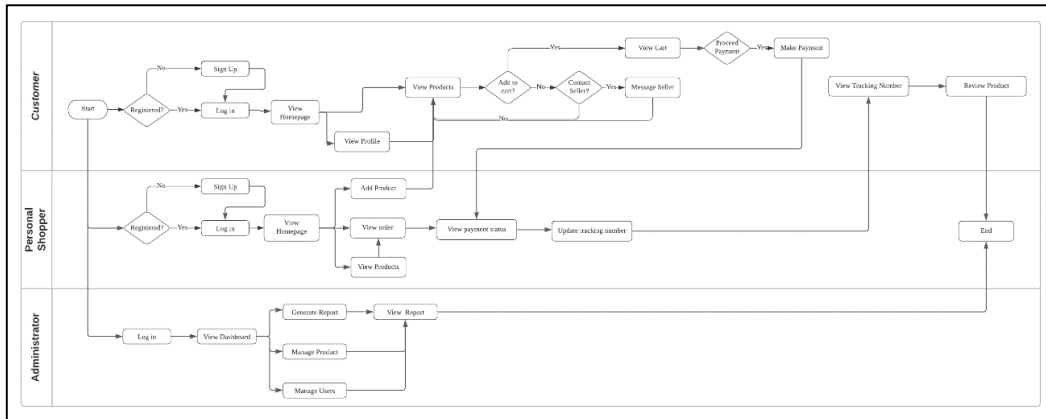 Customer
Start
Registered?
No
Yes
Sign Up
Log in
View
Homepage
View Products
View Profile
Add to
cart?
Yes
No
Contact
Seller?
Yes
No
Message Seller
View Cart
Proceed
Payment
Yes
Make Payment
View Tracking Number
Review Product
Personal
Shopper
Registered?
No
Yes
Sign Up
Log in
View
Homepage
Add Product
View order
View Products
View payment status
Update tracking number
End
Administrator
Log in
View Dashboard
Generate Report
View Report
Manage Product
Manage Users